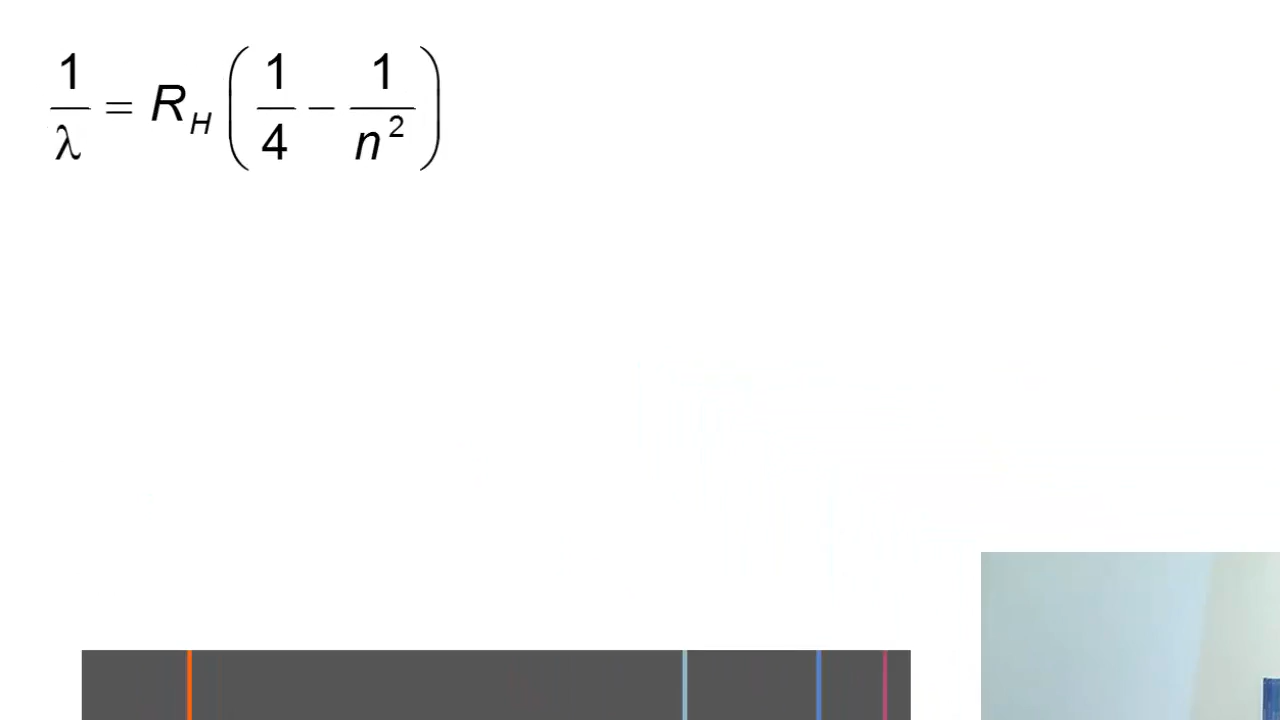 1/λ = R_H (1/4 − 1/n²)